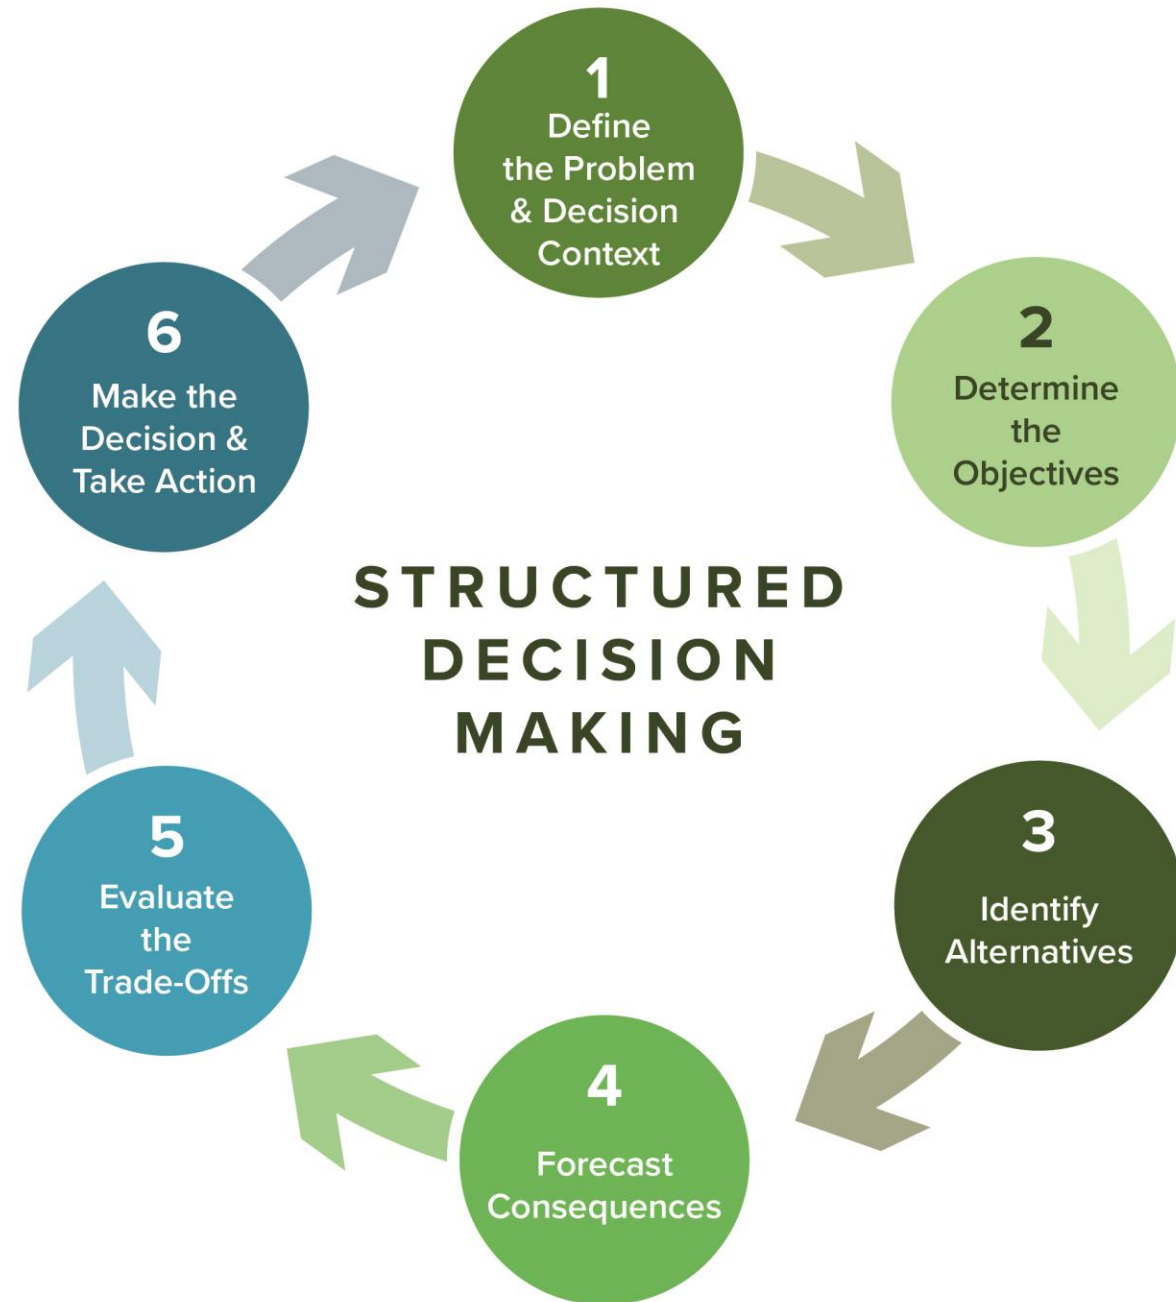 1
Define
the Problem
& Decision
Context
2
Determine
the
Objectives
3
Identify
Alternatives
4
Forecast
Consequences
5
Evaluate
the
Trade-Offs
6
Make the
Decision &
Take Action
STRUCTURED
DECISION
MAKING